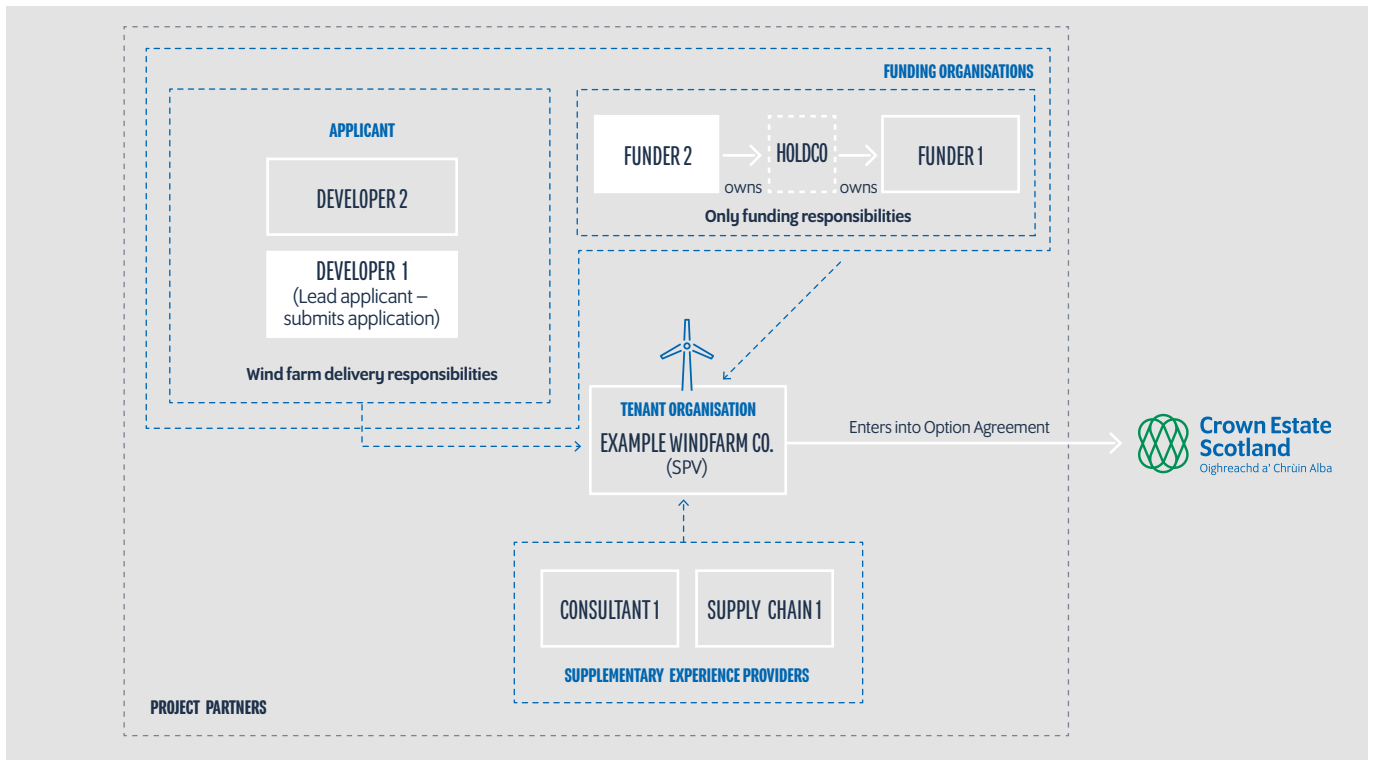 FUNDING ORGANISATIONS
APPLICANT
DEVELOPER 2
DEVELOPER 1
(Lead applicant –
submits application)
Wind farm delivery responsibilities
FUNDER 2
owns
HOLDCO
owns
FUNDER 1
Only funding responsibilities
TENANT ORGANISATION
EXAMPLE WINDFARM CO.
(SPV)
Enters into Option Agreement
Crown Estate
Scotland
Oighreachd a' Chrùin Alba
CONSULTANT 1
SUPPLY CHAIN 1
SUPPLEMENTARY EXPERIENCE PROVIDERS
PROJECT PARTNERS